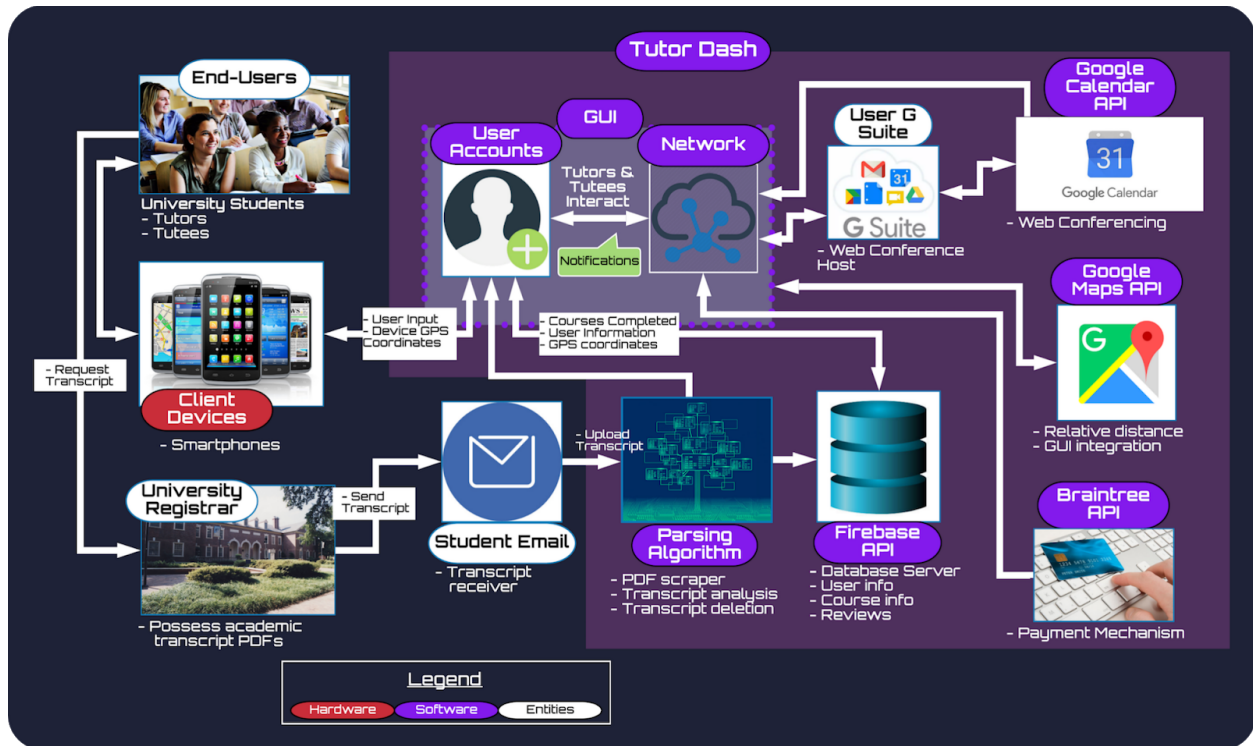 Tutor Dash
End-Users
University Students
- Tutors
- Tutees
Client
Devices
- Smartphones
- Request
Transcript
University
Registrar
- Possess academic
transcript PDFs
- Send
Transcript
Student Email
- Transcript
receiver
- Upload
Transcript
GUI
User
Accounts
Tutors &
Tutees
Interact
Notifications
Network
- User Input
- Device GPS
Coordinates
- Courses Completed
- User Information
- GPS coordinates
User G
Suite
31
G Suite
- Web Conference
Host
Google
Calendar
API
31
Google Calendar
- Web Conferencing
Google
Maps API
G
- Relative distance
- GUI integration
Braintree
API
- Payment Mechanism
Parsing
Algorithm
- PDF scraper
- Transcript analysis
- Transcript deletion
Firebase
API
- Database Server
- User info
- Course info
- Reviews
Legend
Hardware
Software
Entities